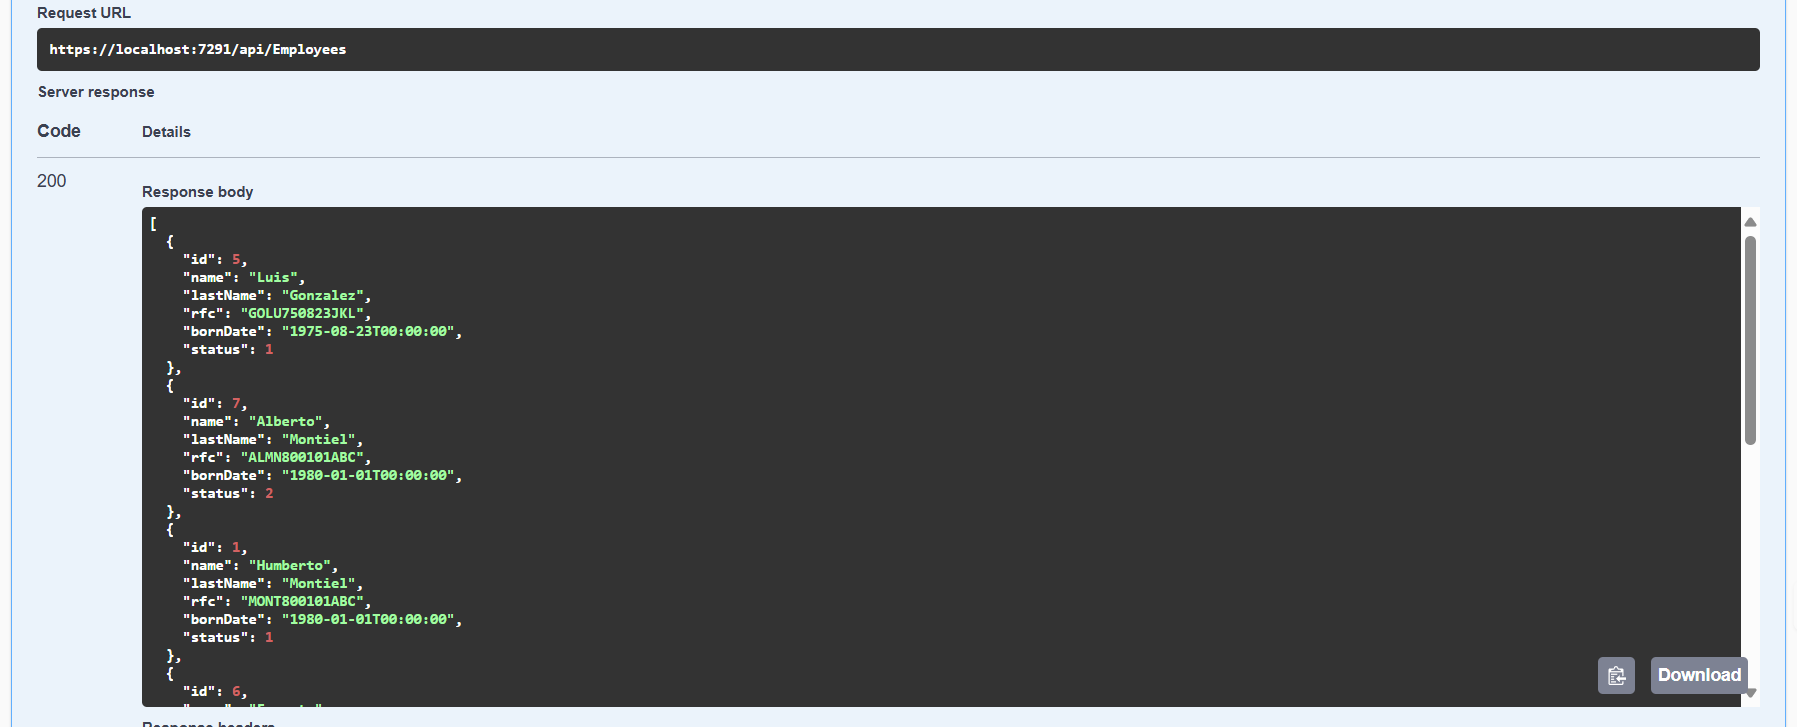 Request URL
https://localhost:7291/api/Employees
Server response
Code Details
200
Response body
[
{
"id": 5,
"name": "Luis",
"lastName": "Gonzalez",
"rfc": "GOLU750823JKL",
"bornDate": "1975-08-23T00:00:00",
"status": 1
},
{
"id": 7,
"name": "Alberto",
"lastName": "Montiel",
"rfc": "ALMN800101ABC",
"bornDate": "1980-01-01T00:00:00",
"status": 2
},
{
"id": 1,
"name": "Humberto",
"lastName": "Montiel",
"rfc": "MONT800101ABC",
"bornDate": "1980-01-01T00:00:00",
"status": 1
},
{
"id": 6,
Download
Response headers